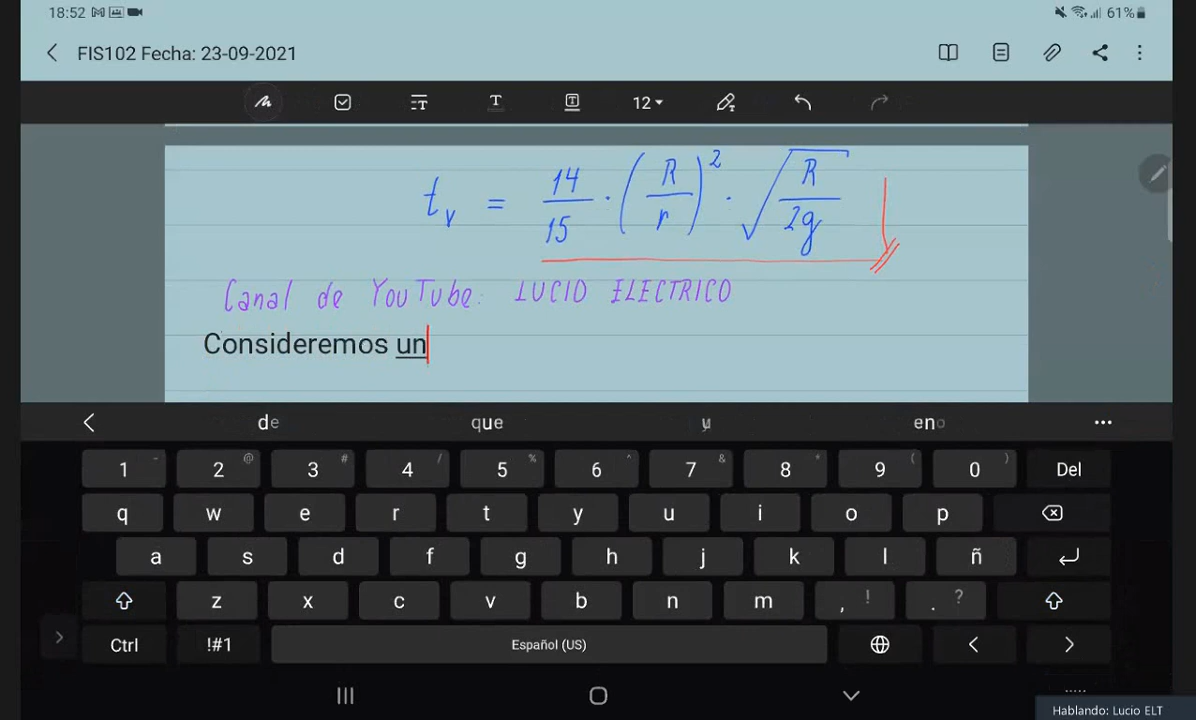 18:52 61%
FIS102 Fecha: 23-09-2021
T T T 12
t_v = 14/15 · (R/r)^2 · √(R/2g)
Canal de YouTube: LUCIO ELECTRICO
Consideremos un
de que y eno
1 - 2 @ 3 # 4 / 5 % 6 ^ 7 & 8 * 9 ( 0 ) Del
q w e r t y u i o p
a s d f g h j k l ñ
z x c v b n m , ! . ?
Ctrl !#1 Español (US) < >
Hablando: Lucio ELT